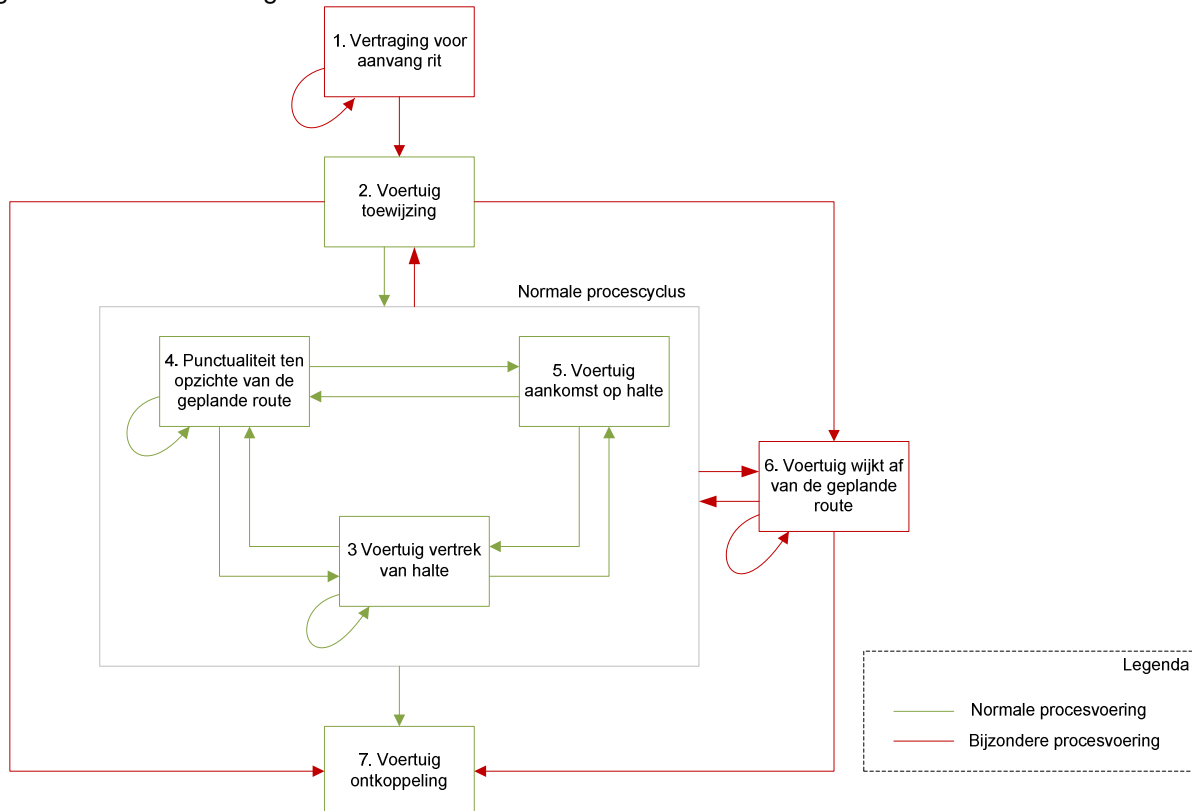 1. Vertraging voor
aanvang rit
2. Voertuig
toewijzing
Normale procescyclus
4. Punctualiteit ten
opzichte van de
geplande route
5. Voertuig
aankomst op halte
6. Voertuig wijkt af
van de geplande
route
3 Voertuig vertrek
van halte
Legenda
Normale procesvoering
Bijzondere procesvoering
7. Voertuig
ontkoppeling